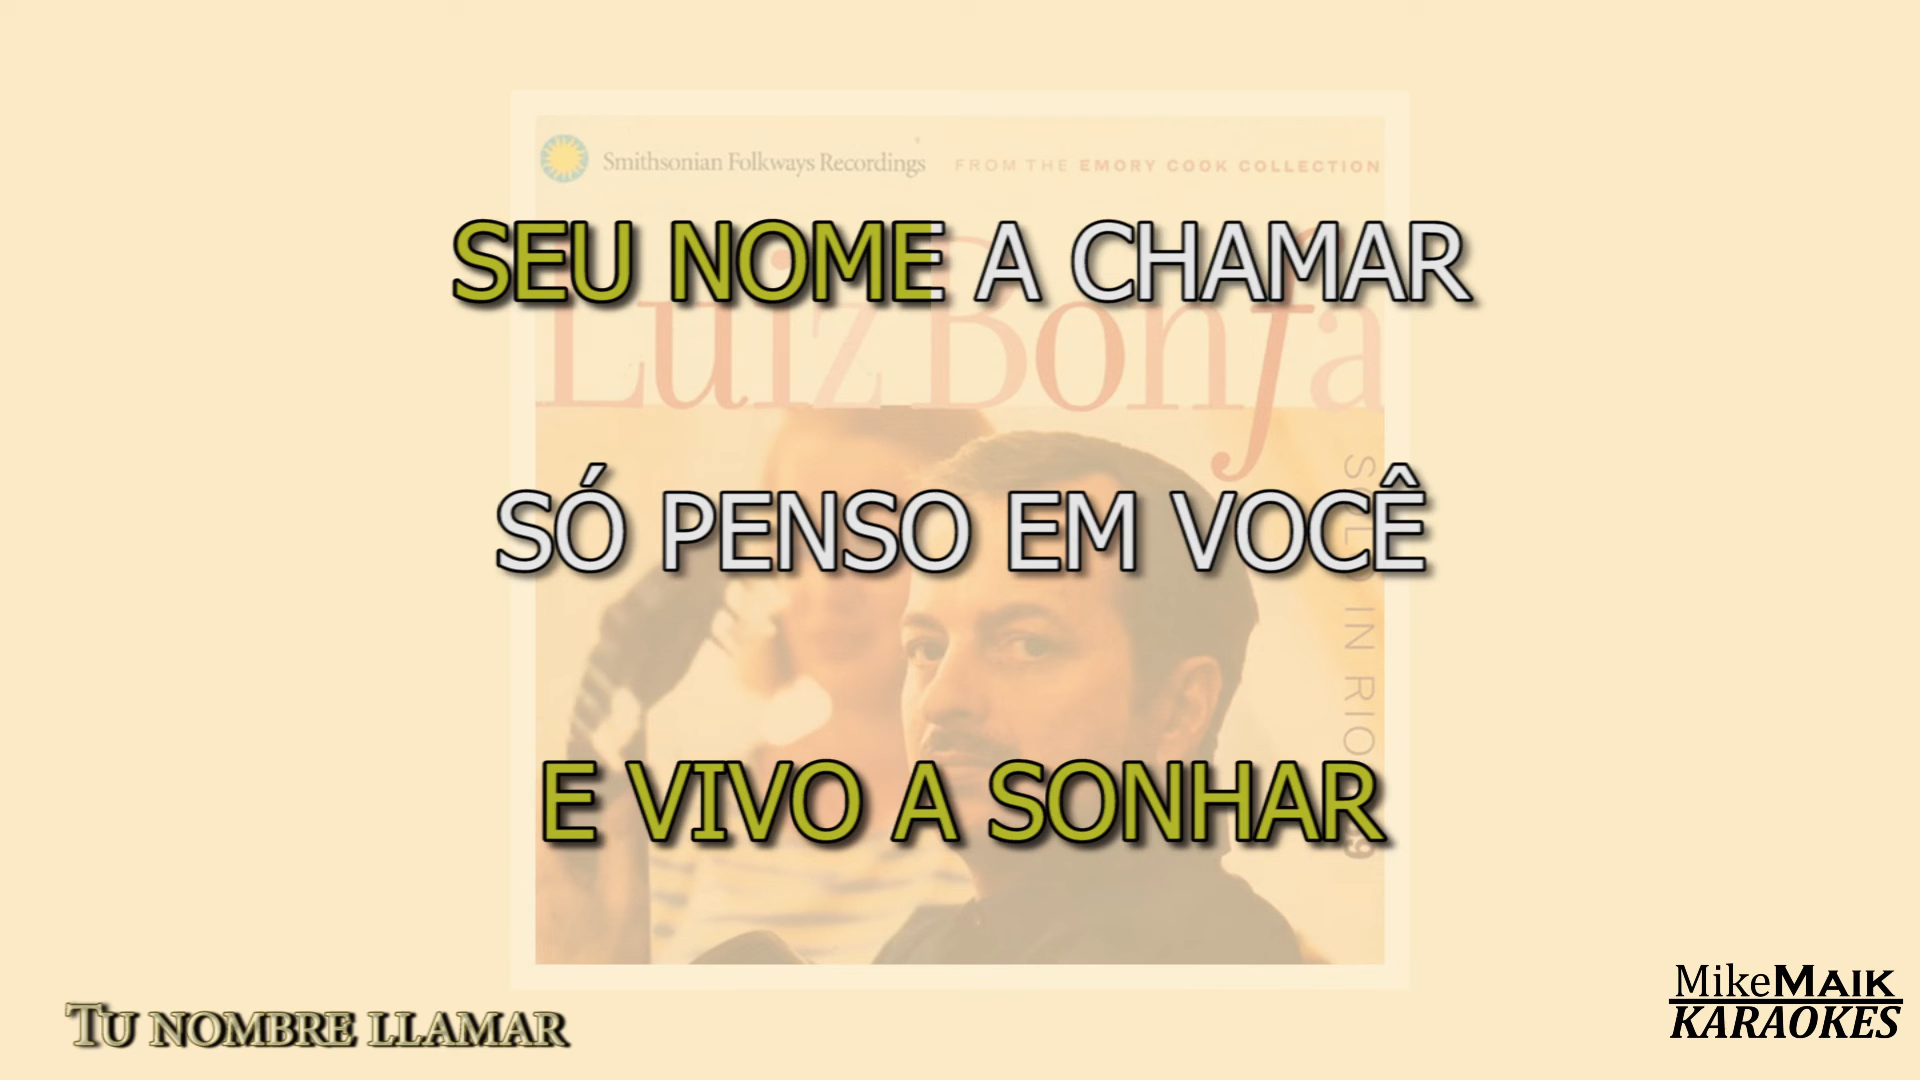 Smithsonian Folkways Recordings FROM THE EMORY COOK COLLECTION
SEU NOME A CHAMAR
Luiz Bonfá
SÓ PENSO EM VOCÊ
SOLO IN RIO
E VIVO A SONHAR
TU NOMBRE LLAMAR
MikeMAIK
KARAOKES